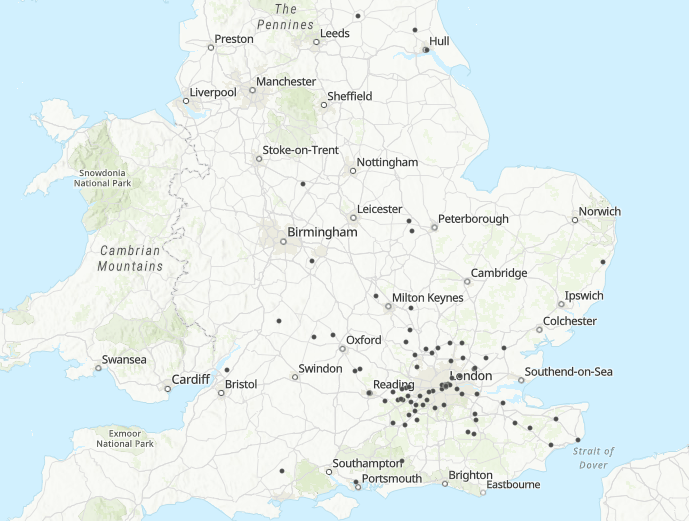 The
Pennines
Preston
Leeds
Hull
Manchester
Liverpool
Sheffield
Stoke-on-Trent
Nottingham
Snowdonia
National Park
Leicester
Norwich
Peterborough
Birmingham
Cambrian
Mountains
Cambridge
Milton Keynes
Ipswich
Colchester
Oxford
Swansea
Cardiff
Swindon
London
Southend-on-Sea
Bristol
Reading
Exmoor
National Park
Strait of
Dover
Southampton
Portsmouth
Brighton
Eastbourne